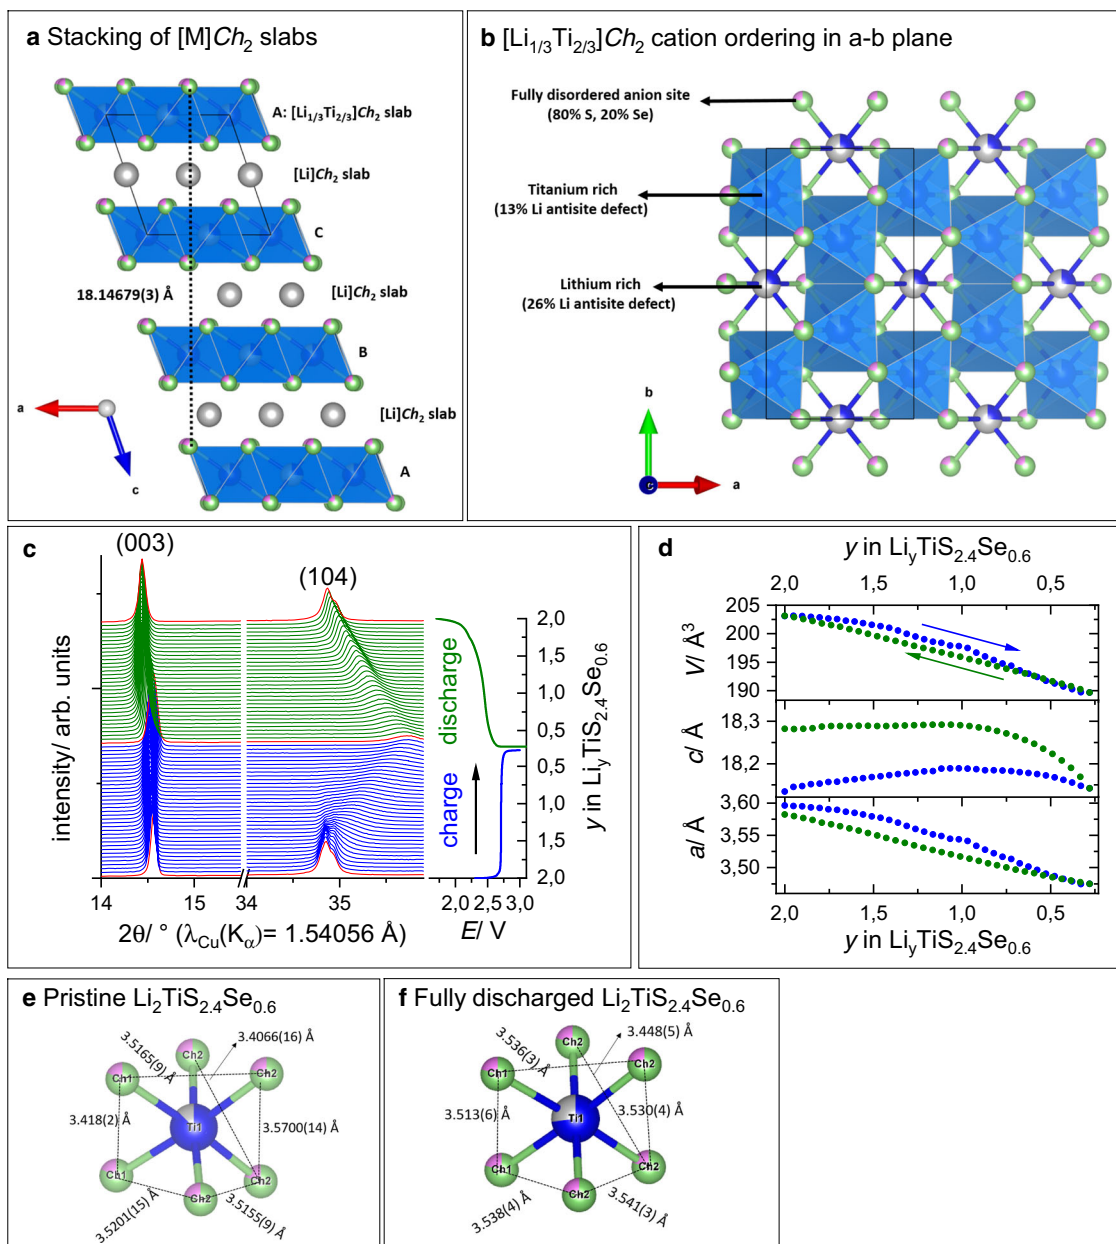 a Stacking of [M]Ch₂ slabs
A: [Li₁/₃Ti₂/₃]Ch₂ slab
[Li]Ch₂ slab
C
18.14679(3) Å
[Li]Ch₂ slab
B
[Li]Ch₂ slab
A
a
c
b [Li₁/₃Ti₂/₃]Ch₂ cation ordering in a-b plane
Fully disordered anion site
(80% S, 20% Se)
Titanium rich
(13% Li antisite defect)
Lithium rich
(26% Li antisite defect)
b
c
a
c
(003)
(104)
intensity/ arb. units
14 15 35
2θ/ ° (λCu(Kα)= 1.54056 Å)
discharge
charge
2,0
1,5
1,0
0,5
0,5
1,0
1,5
2,0
y in LiyTiS₂.₄Se₀.₆
2,0 2,5 3,0
E/ V
d
y in LiyTiS₂.₄Se₀.₆
2,0 1,5 1,0 0,5
205
200
195
190
V/ Å³
18,3
18,2
c/ Å
3,60
3,55
3,50
a/ Å
2,0 1,5 1,0 0,5
y in LiyTiS₂.₄Se₀.₆
e Pristine Li₂TiS₂.₄Se₀.₆
3.5165(9) Å
3.4066(16) Å
Ch2
Ch1
Ch2
3.418(2) Å
Ti1
3.5700(14) Å
Ch1
Ch2
Ch2
3.5201(15) Å
3.5155(9) Å
f Fully discharged Li₂TiS₂.₄Se₀.₆
3.536(3) Å
3.448(5) Å
Ch2
Ch1
Ch2
3.513(6) Å
Ti1
3.530(4) Å
Ch1
Ch2
Ch2
3.538(4) Å
3.541(3) Å